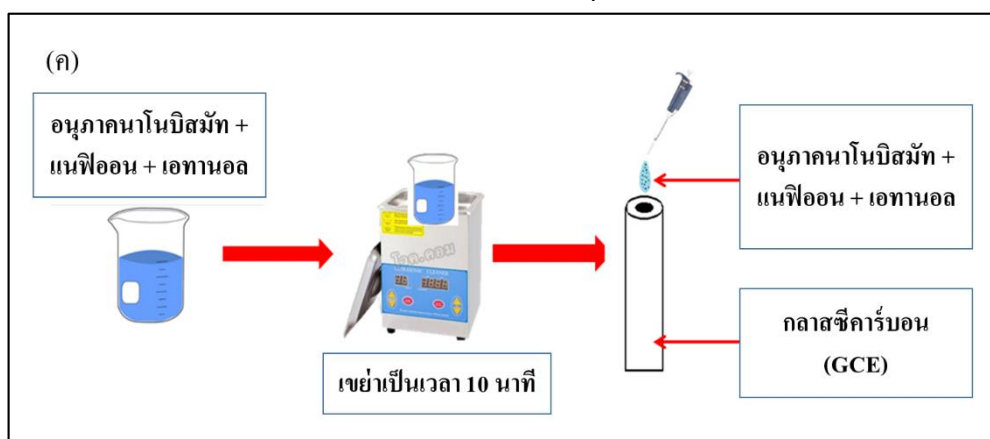 (ค)
อนุภาคนาโนบิสมัท +
แนฟิออน + เอทานอล
เขย่าเป็นเวลา 10 นาที
อนุภาคนาโนบิสมัท +
แนฟิออน + เอทานอล
กลาสซีคาร์บอน
(GCE)